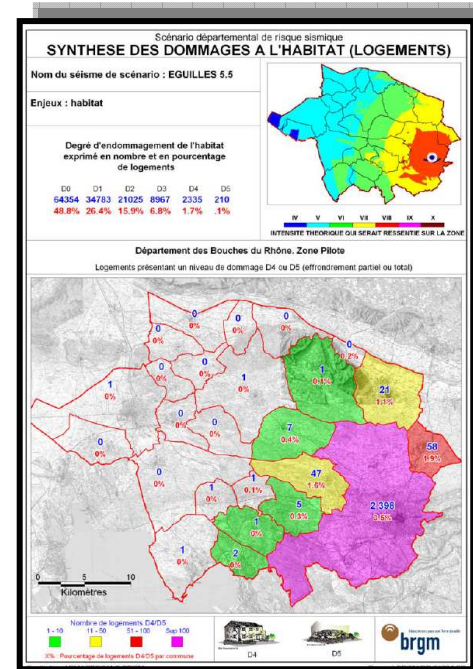 Scénario départemental de risque sismique
SYNTHESE DES DOMMAGES A L'HABITAT (LOGEMENTS)
Nom du séisme de scénario : EGUILLES 5.5
Enjeux : habitat
Degré d'endommagement de l'habitat
exprimé en nombre et en pourcentage
de logements
D0 D1 D2 D3 D4 D5
64354 34783 21025 8967 2335 210
48.8% 26.4% 15.9% 6.8% 1.7% .1%
IV V VI VII VIII IX X
INTENSITE THEORIQUE QUI SERAIT RESSENTIE SUR LA ZONE
Département des Bouches du Rhône. Zone Pilote
Logements présentant un niveau de dommage D4 ou D5 (effrondrement partiel ou total)
0
0%
0
0%
0
0%
0
0%
0
0%
0
0.2%
0
0%
0
0%
1
0%
1
0%
1
21
1.1%
0
0%
0
0%
0
0%
7
0.4%
58
0
0%
47
1.6%
1
0%
1
0.1%
5
0.3%
2 398
1
0%
1
0%
2
0 5 10
Kilomètres
Nombre de logements D4/D5
1 - 10 11 - 50 51 - 100 Sup 100
X% : Pourcentage de logements D4/D5 par commune
D4 D5
brgm